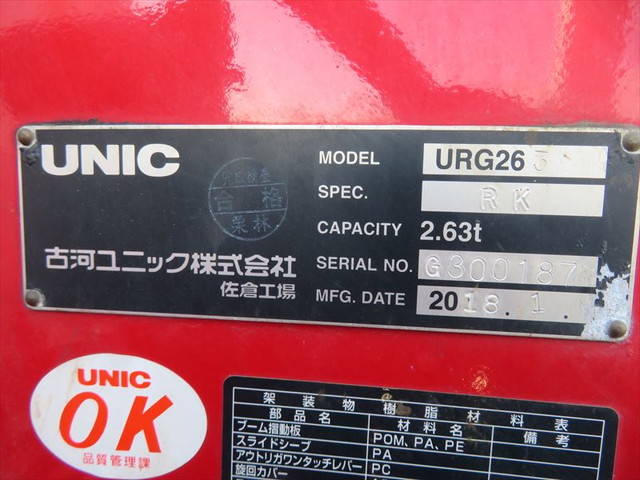 UNIC
合格
栗林
古河ユニック株式会社
佐倉工場
MODEL URG263
SPEC. RK
CAPACITY 2.63t
SERIAL NO. G300187
MFG. DATE 2018.1.
UNIC
OK
品質管理課
架装物樹脂材料表
部品名 材料名 備考
ブーム摺動板
スライドシーブ POM, PA, PE
アウトリガワンタッチレバー PA
旋回カバー PC